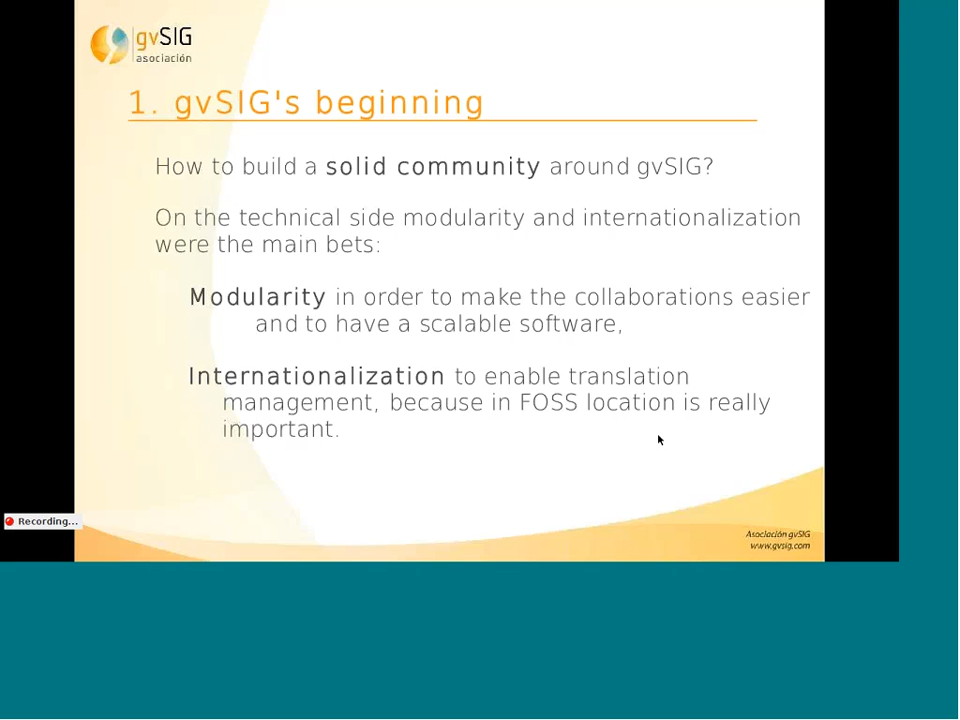 gvSIG
asociación
1. gvSIG's beginning
How to build a solid community around gvSIG?
On the technical side modularity and internationalization
were the main bets:
Modularity in order to make the collaborations easier
and to have a scalable software,
Internationalization to enable translation
management, because in FOSS location is really
important.
Recording...
Asociación gvSIG
www.gvsig.com